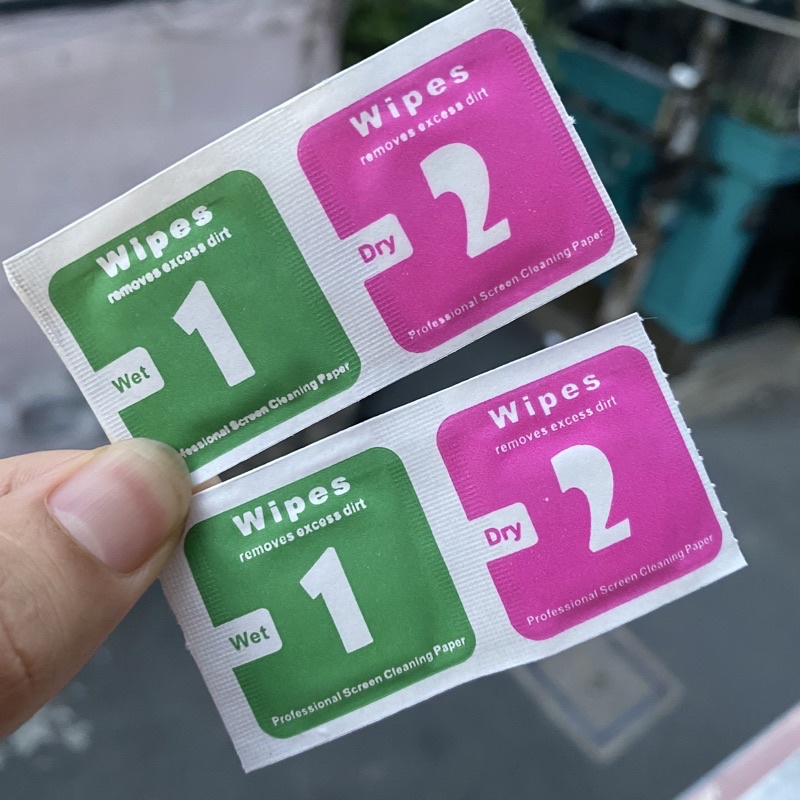 Wipes
removes excess dirt
1
Wet
Professional Screen Cleaning Paper
Wipes
removes excess dirt
2
Dry
Professional Screen Cleaning Paper
Wipes
removes excess dirt
1
Wet
Professional Screen Cleaning Paper
Wipes
removes excess dirt
2
Dry
Professional Screen Cleaning Paper